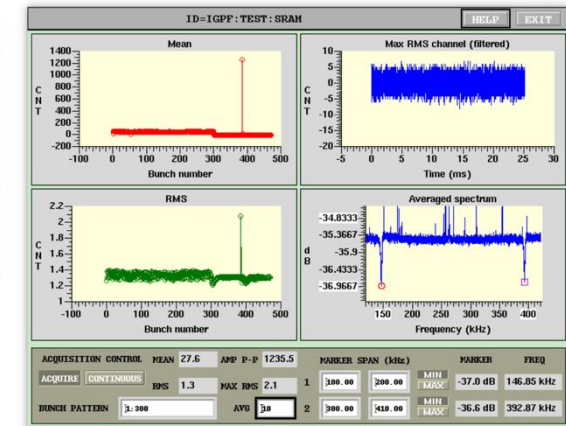 ID=IGPF:TEST:SRAM HELP EXIT
Mean
CNT
1400
1200
1000
800
600
400
200
0
-200
-100 0 100 200 300 400 500
Bunch number
Max RMS channel (filtered)
CNT
10
5
0
-5
-10
-15
-20
-5 0 5 10 15 20 25 30
Time (ms)
RMS
CNT
2.2
2
1.8
1.6
1.4
1.2
1
-100 0 100 200 300 400 500
Bunch number
Averaged spectrum
dB
-34.8333
-35.3667
-35.9
-36.4333
-36.9667
150 200 250 300 350 400
Frequency (kHz)
ACQUISITION CONTROL MEAN 27.6 AMP P-P 1235.5
ACQUIRE CONTINUOUS RMS 1.3 MAX RMS 2.1
BUNCH PATTERN 1:300 AVG 10
MARKER SPAN (kHz) MARKER FREQ
1 100.00 200.00 MIN MAX -37.0 dB 146.85 kHz
2 300.00 410.00 MIN MAX -36.6 dB 392.87 kHz